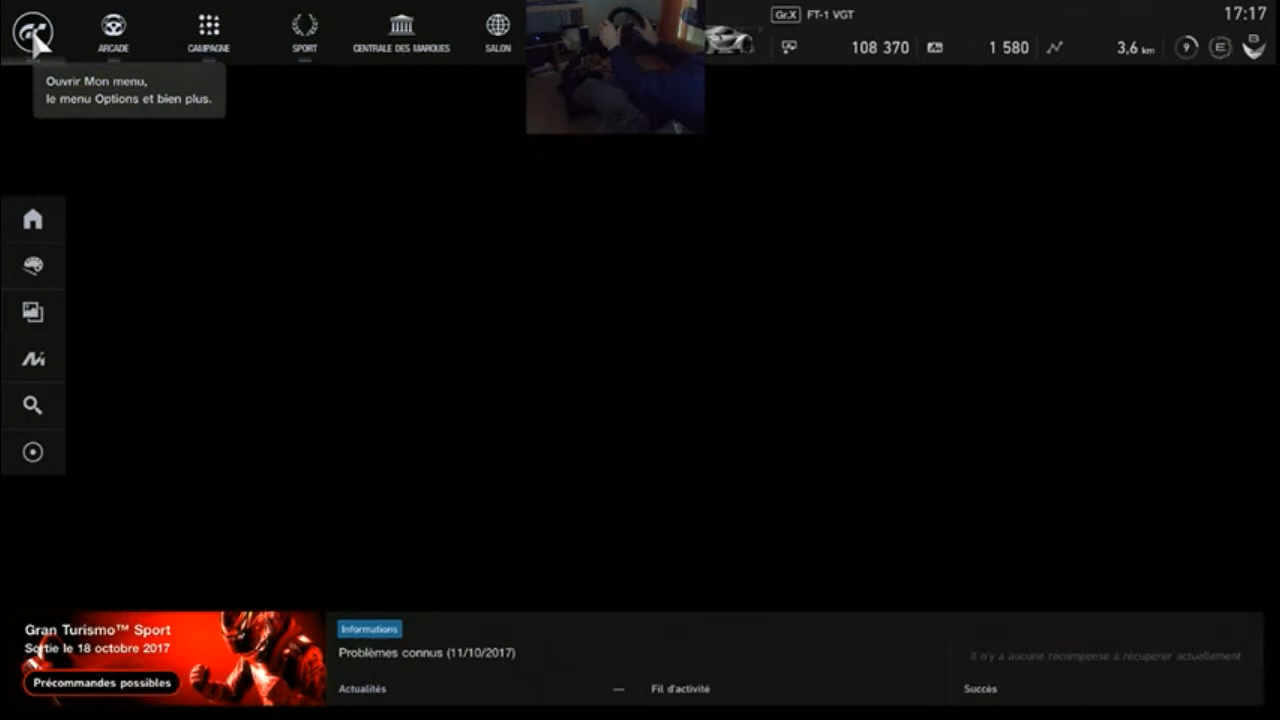 Gr.X FT-1 VGT
17:17
ARCADE
CAMPAGNE
SPORT
CENTRALE DES MARQUES
SALON
108 370
1 580
3,6 km
9
E
B
Ouvrir Mon menu,
le menu Options et bien plus.
Gran Turismo™ Sport
Sortie le 18 octobre 2017
Précommandes possibles
Informations
Problèmes connus (11/10/2017)
Actualités
Fil d'activité
Il n'y a aucune récompense à récupérer actuellement
Succès